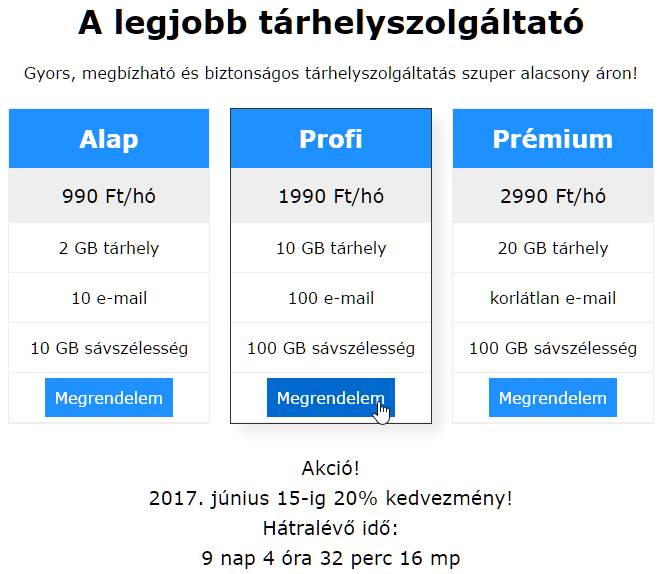 A legjobb tárhelyszolgáltató
Gyors, megbízható és biztonságos tárhelyszolgáltatás szuper alacsony áron!
Alap
990 Ft/hó
2 GB tárhely
10 e-mail
10 GB sávszélesség
Megrendelem
Profi
1990 Ft/hó
10 GB tárhely
100 e-mail
100 GB sávszélesség
Megrendelem
Prémium
2990 Ft/hó
20 GB tárhely
korlátlan e-mail
100 GB sávszélesség
Megrendelem
Akció!
2017. június 15-ig 20% kedvezmény!
Hátralévő idő:
9 nap 4 óra 32 perc 16 mp